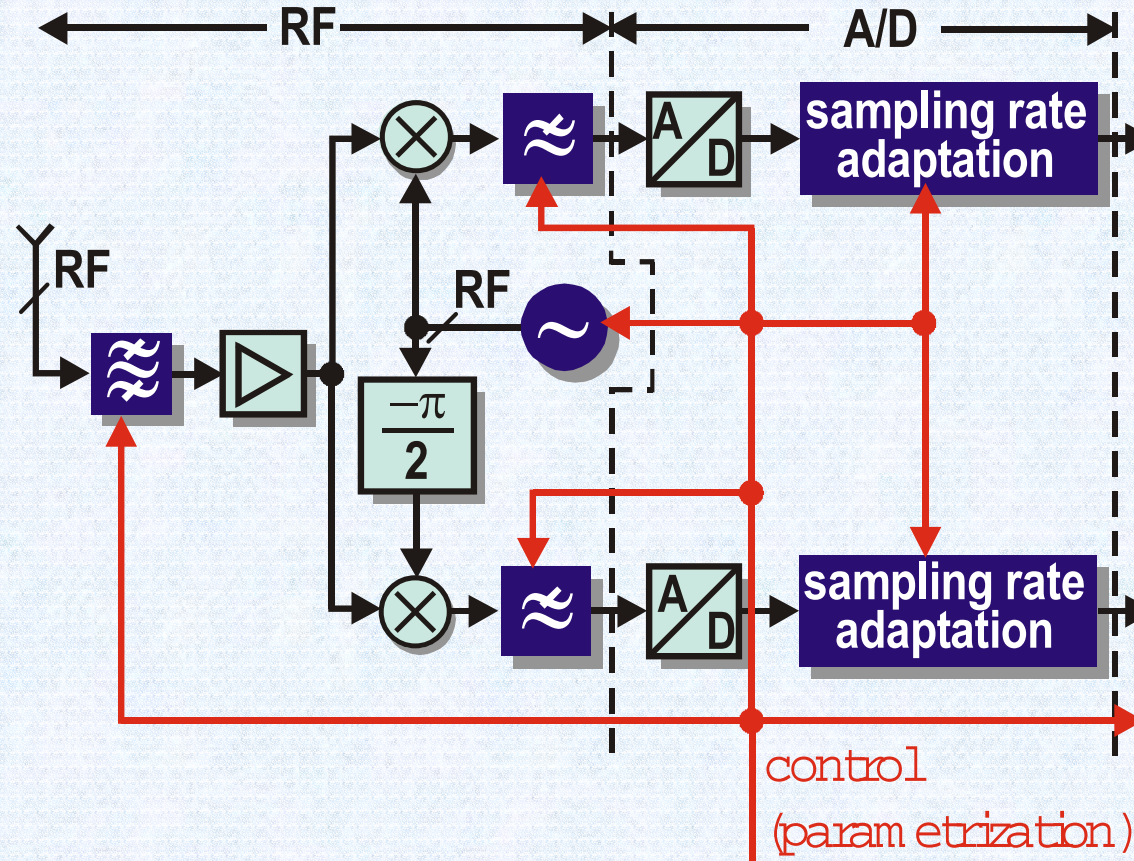 RF
A/D
A
D
sampling rate
adaptation
RF
RF
−π
2
A
D
sampling rate
adaptation
control
(parametrization)